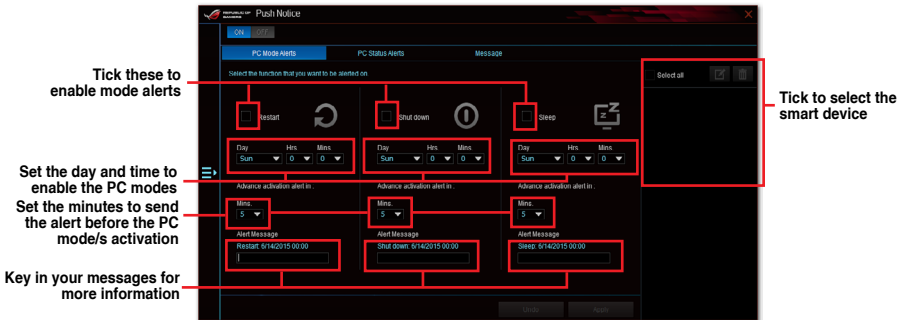 REPUBLIC OF GAMERS
Push Notice
ON OFF
PC Mode Alerts
PC Status Alerts
Message
Select the function that you want to be alerted on
Select all
Restart
Shut down
Sleep
Day Hrs. Mins.
Sun 0 0
Day Hrs. Mins.
Sun 0 0
Day Hrs. Mins.
Sun 0 0
Advance activation alert in :
Advance activation alert in :
Advance activation alert in :
Mins.
5
Mins.
5
Mins.
5
Alert Message
Restart: 6/14/2015 00:00
Alert Message
Shut down: 6/14/2015 00:00
Alert Message
Sleep: 6/14/2015 00:00
Undo
Apply
Tick these to
enable mode alerts
Set the day and time to
enable the PC modes
Set the minutes to send
the alert before the PC
mode/s activation
Key in your messages for
more information
Tick to select the
smart device